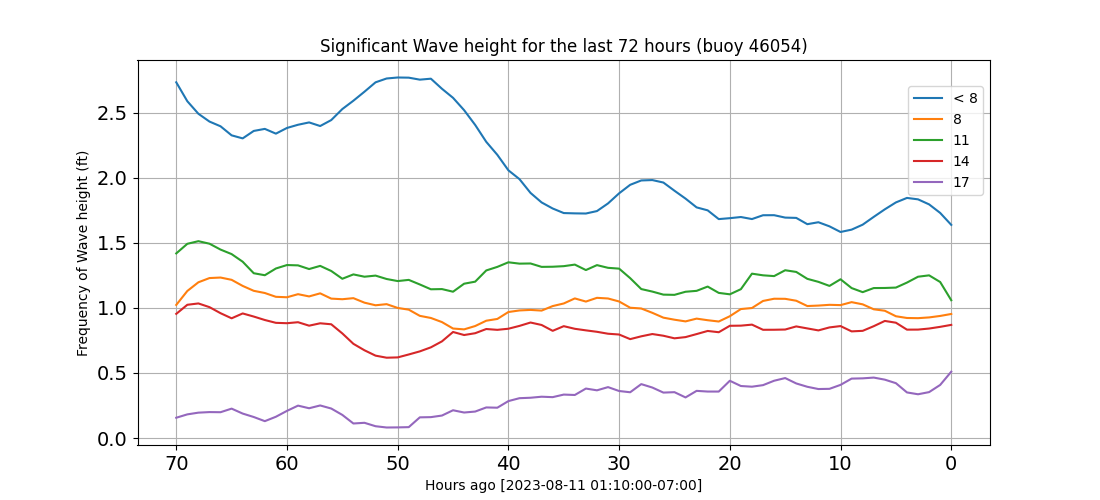 Significant Wave height for the last 72 hours (buoy 46054)
Frequency of Wave height (ft)
2.5
2.0
1.5
1.0
0.5
0.0
< 8
8
11
14
17
70 60 50 40 30 20 10 0
Hours ago [2023-08-11 01:10:00-07:00]